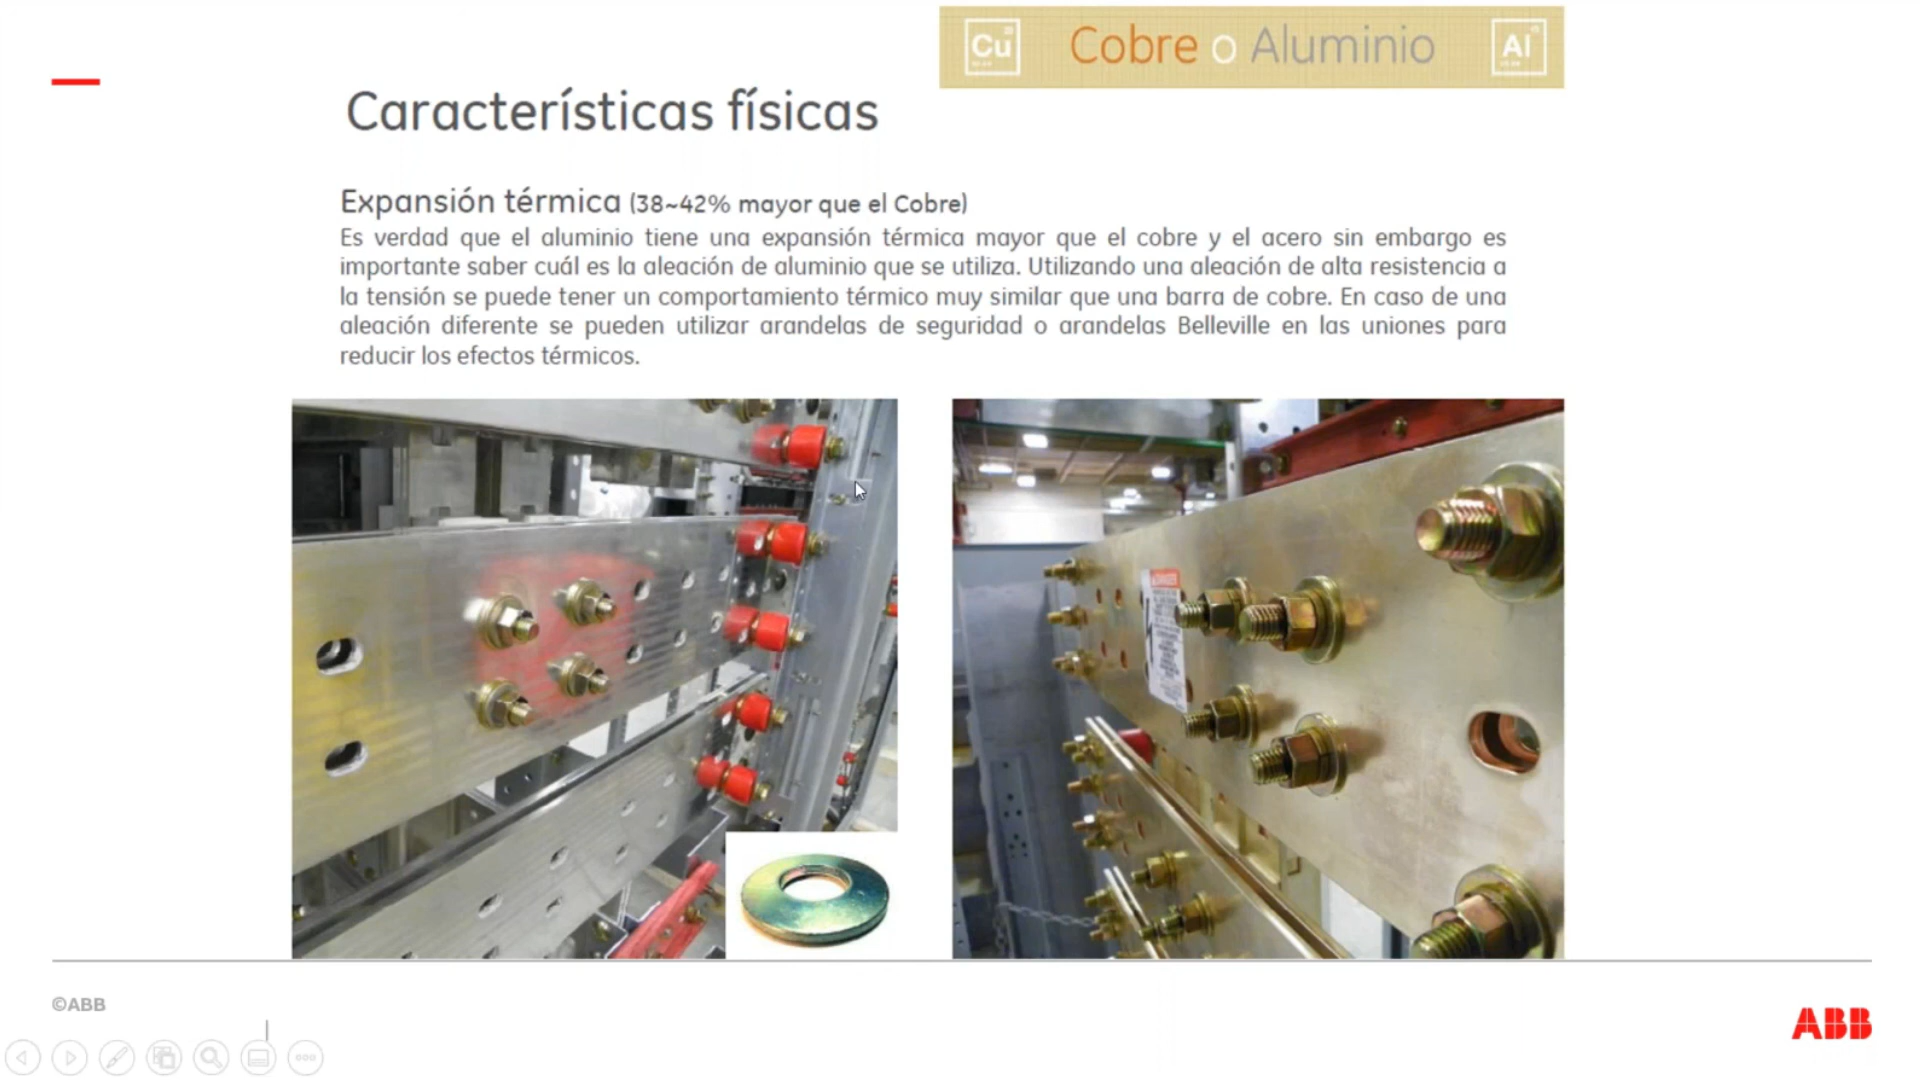 Cu
Cobre o Aluminio
Al
Características físicas
Expansión térmica (38~42% mayor que el Cobre)
Es verdad que el aluminio tiene una expansión térmica mayor que el cobre y el acero sin embargo es
importante saber cuál es la aleación de aluminio que se utiliza. Utilizando una aleación de alta resistencia a
la tensión se puede tener un comportamiento térmico muy similar que una barra de cobre. En caso de una
aleación diferente se pueden utilizar arandelas de seguridad o arandelas Belleville en las uniones para
reducir los efectos térmicos.
©ABB
ABB